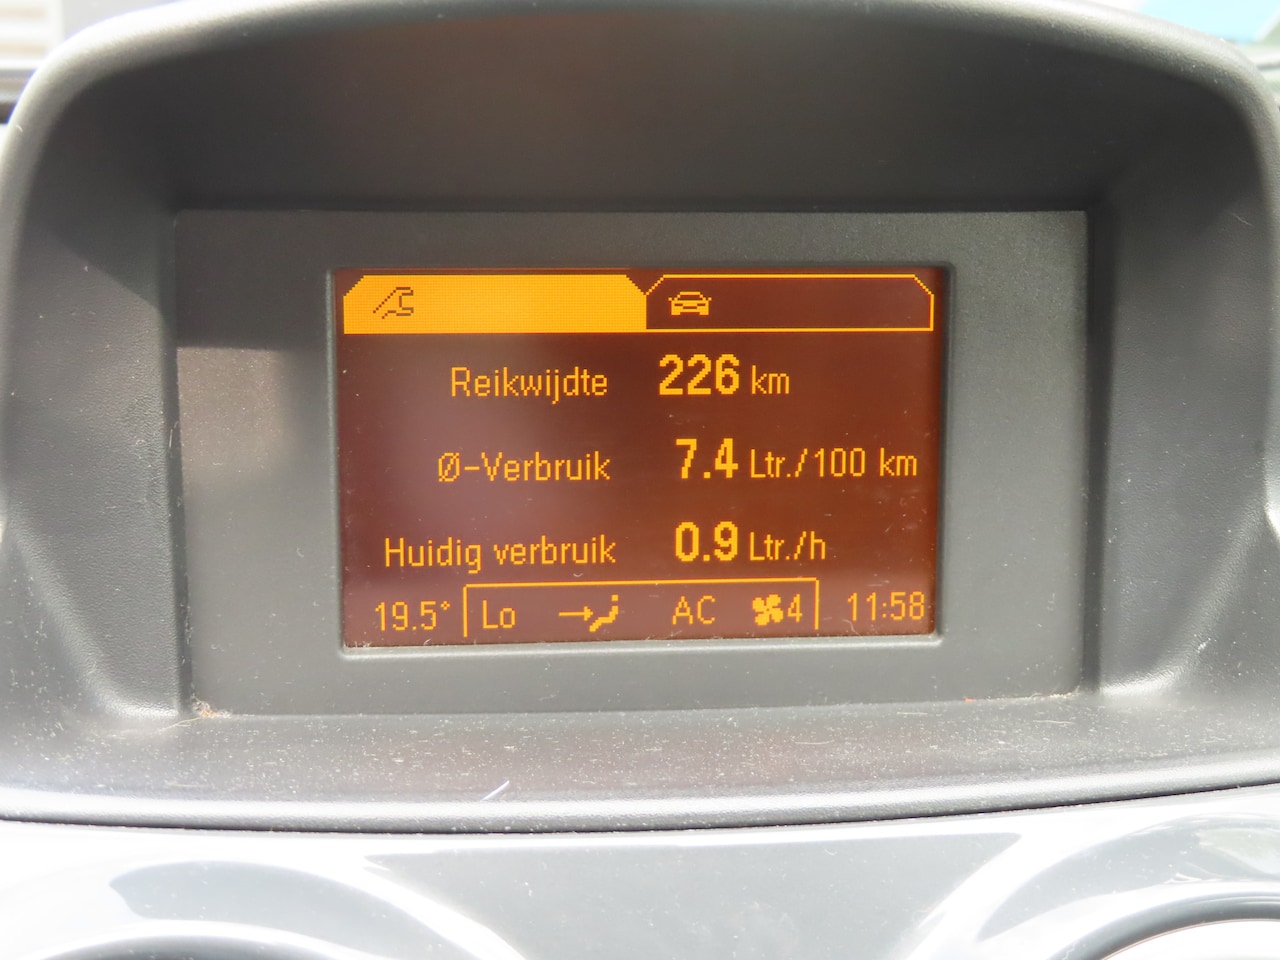 Reikwijdte 226 km
Ø-Verbruik 7.4 Ltr./100 km
Huidig verbruik 0.9 Ltr./h
19.5° Lo AC 4 11:58